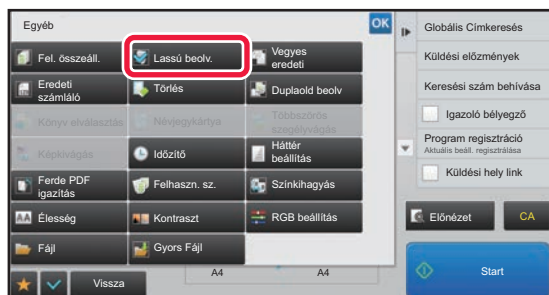 Egyéb
OK
Fel. összeáll.
Lassú beolv.
Vegyes
eredeti
Eredeti
számláló
Törlés
Duplaold beolv
Könyv elválasztás
Névjegykártya
Többszörös
szegélyvágás
Képkivágás
Időzítő
Háttér
beállítás
Ferde PDF
igazítás
Felhaszn. sz.
Színkihagyás
AA Élesség
Kontraszt
RGB beállítás
Fájl
Gyors Fájl
Vissza
A4
A4
Globális Címkeresés
Küldési előzmények
Keresési szám behívása
Igazoló bélyegző
Program regisztráció
Aktuális beáll. regisztrálása
Küldési hely link
Előnézet
CA
Start